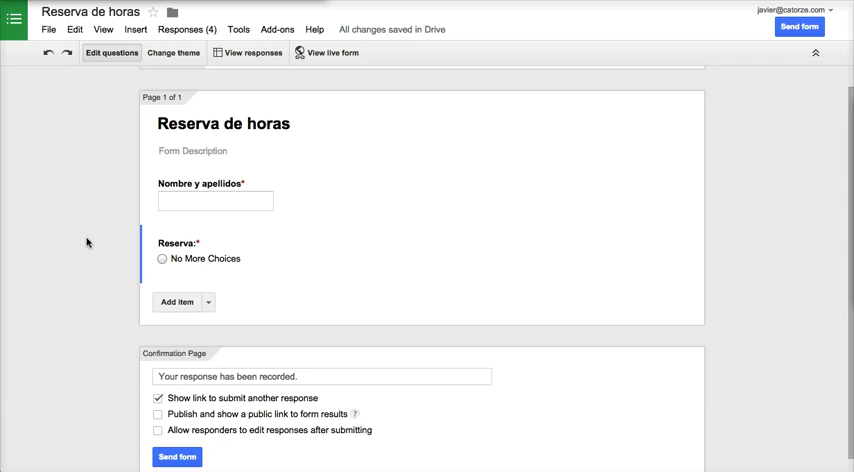 Reserva de horas
javier@catorze.com
File Edit View Insert Responses (4) Tools Add-ons Help All changes saved in Drive
Send form
Edit questions Change theme View responses View live form
Page 1 of 1
Reserva de horas
Form Description
Nombre y apellidos*
Reserva:*
No More Choices
Add item
Confirmation Page
Your response has been recorded.
Show link to submit another response
Publish and show a public link to form results ?
Allow responders to edit responses after submitting
Send form